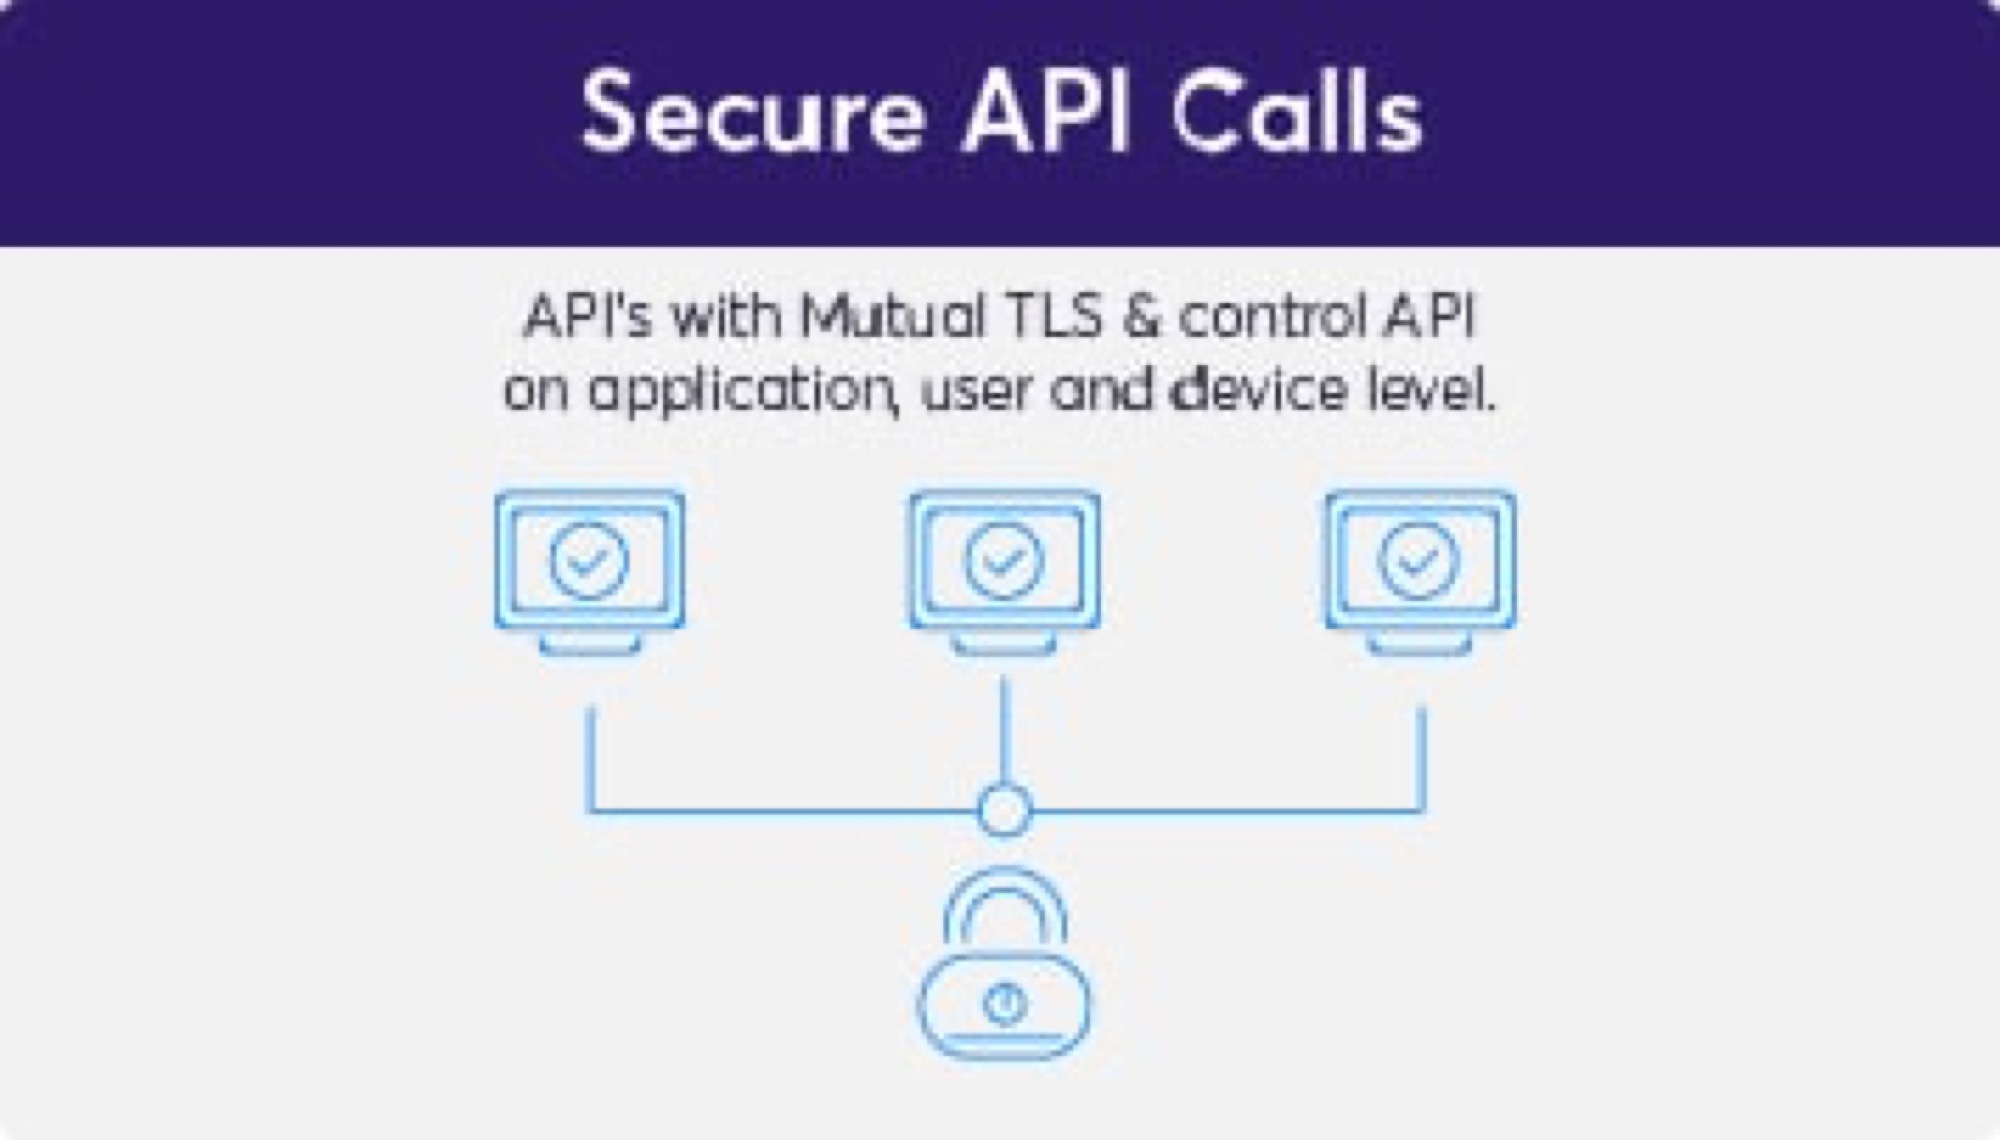 Secure API Calls
API's with Mutual TLS & control API
on application, user and device level.